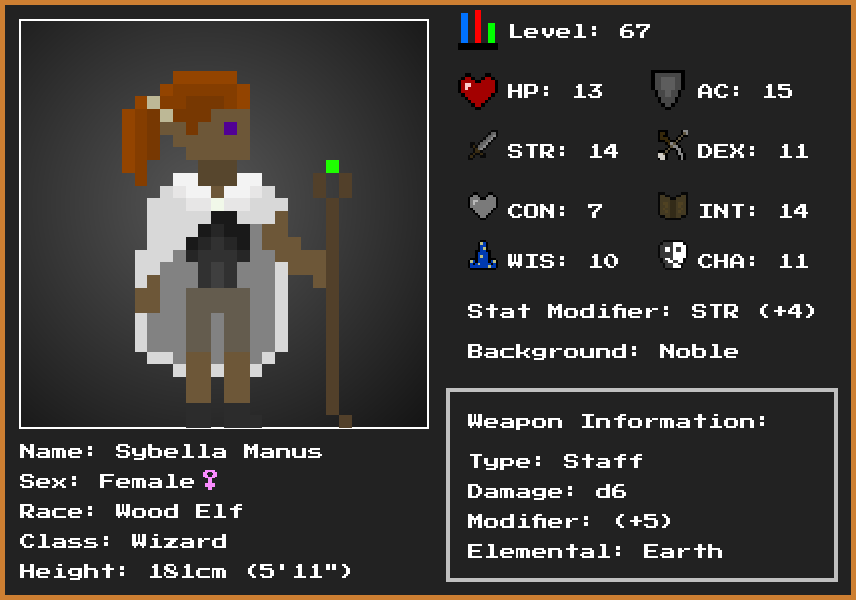 Level: 67
HP: 13
AC: 15
STR: 14
DEX: 11
CON: 7
INT: 14
WIS: 10
CHA: 11
Stat Modifier: STR (+4)
Background: Noble
Weapon Information:
Type: Staff
Damage: d6
Modifier: (+5)
Elemental: Earth
Name: Sybella Manus
Sex: Female♀
Race: Wood Elf
Class: Wizard
Height: 181cm (5'11")